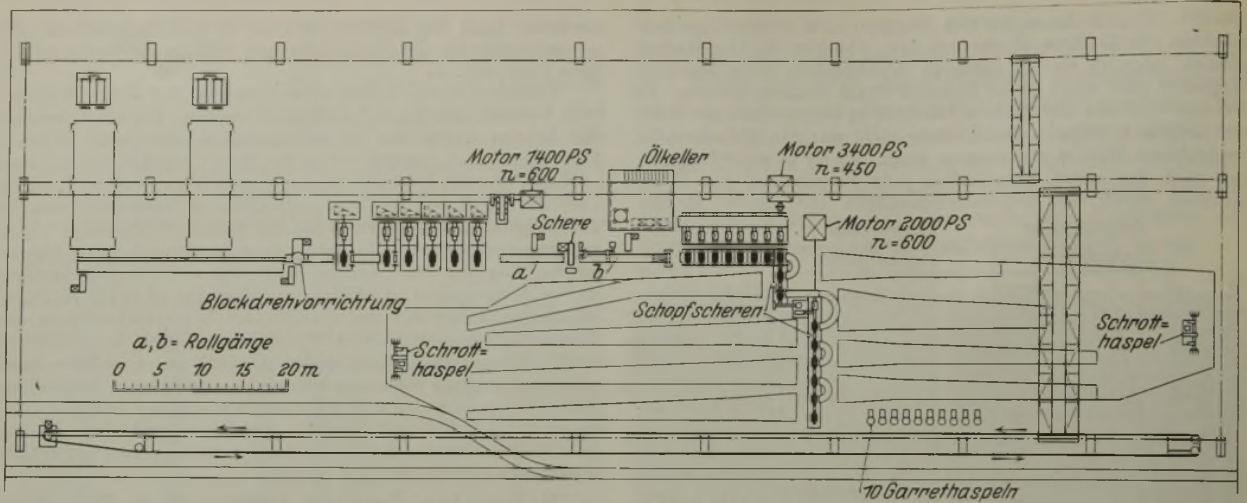 Motor 1400 PS
n=600
Ölkeller
Motor 3400 PS
n=450
Schere
Motor 2000 PS
n=600
a
b
Blockdrehvorrichtung
Schopfscheren
a, b = Rollgänge
0 5 10 15 20 m
Schrott=
haspel
Schrott=
haspel
10 Garrethaspeln